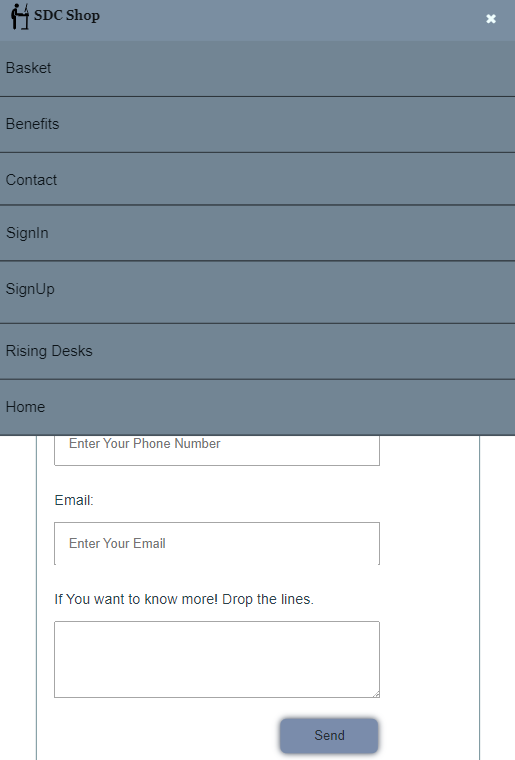 SDC Shop
Basket
Benefits
Contact
SignIn
SignUp
Rising Desks
Home
Enter Your Phone Number
Email:
Enter Your Email
If You want to know more! Drop the lines.
Send